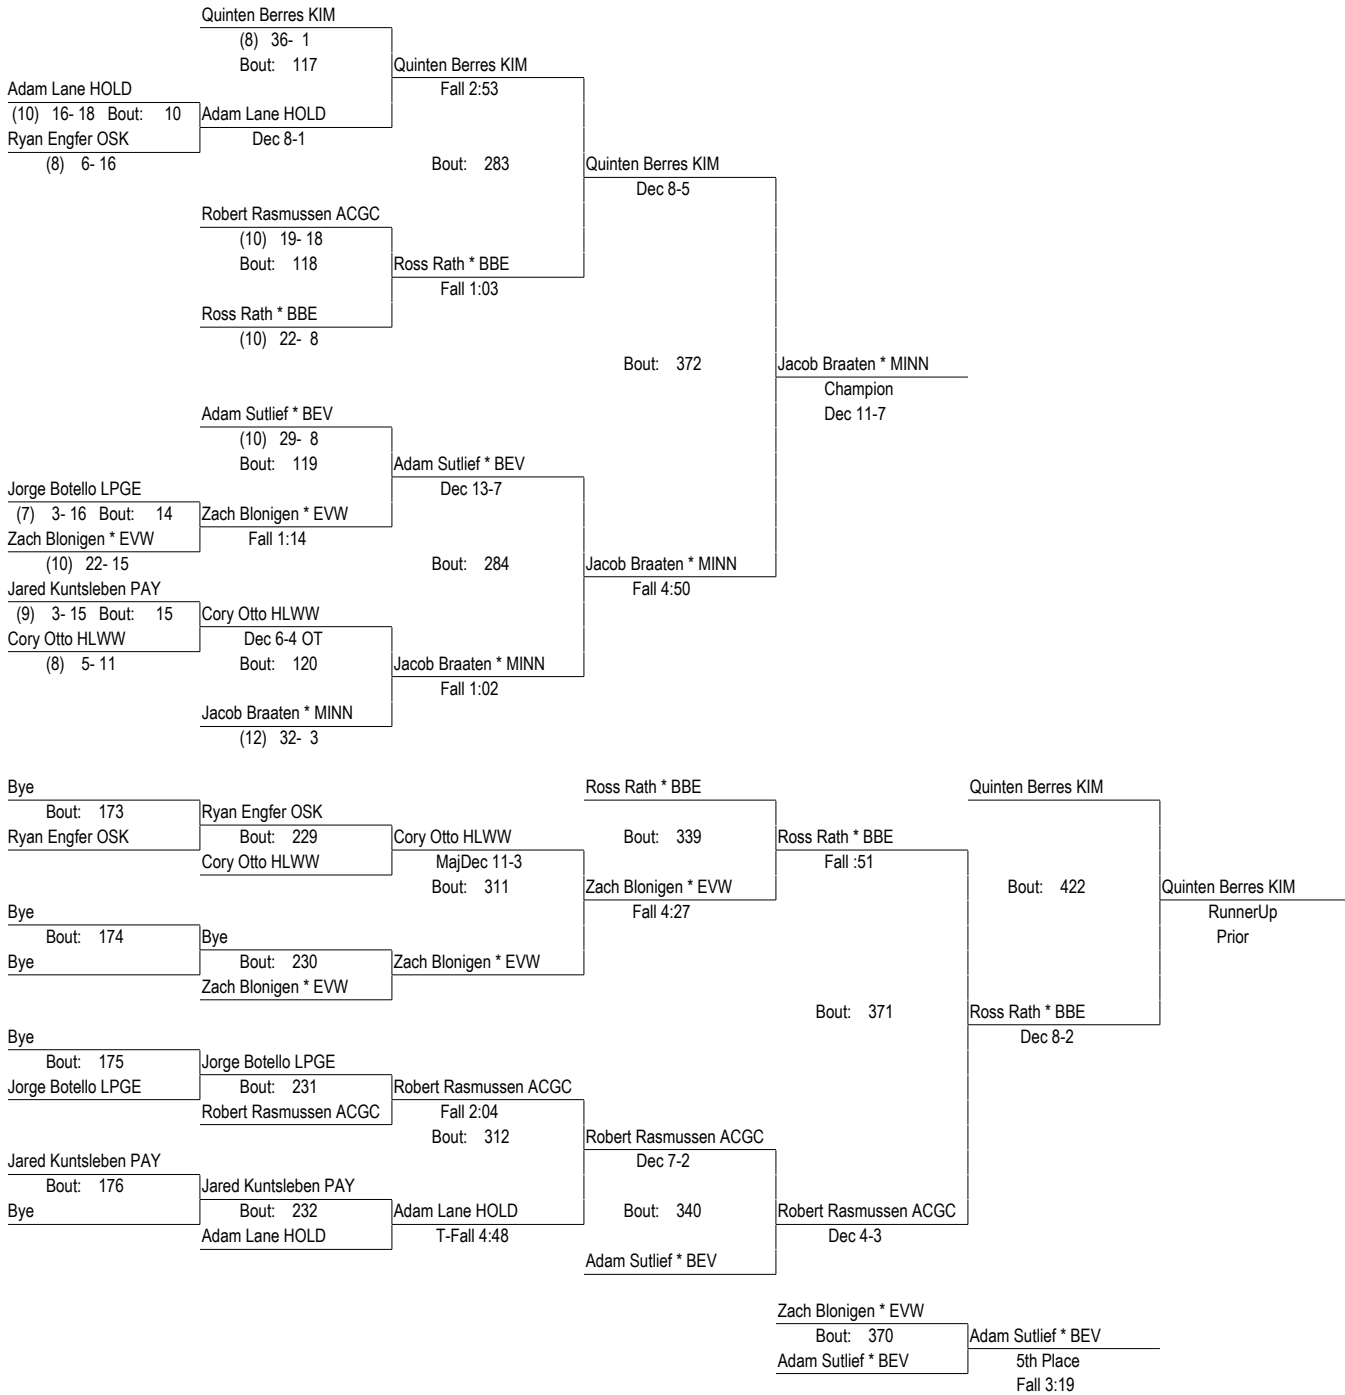 Quinten Berres KIM
(8) 36- 1
Bout: 117
Quinten Berres KIM
Fall 2:53
Adam Lane HOLD
(10) 16- 18 Bout: 10
Adam Lane HOLD
Ryan Engfer OSK
Dec 8-1
(8) 6- 16
Bout: 283
Quinten Berres KIM
Dec 8-5
Robert Rasmussen ACGC
(10) 19- 18
Bout: 118
Ross Rath * BBE
Fall 1:03
Ross Rath * BBE
(10) 22- 8
Bout: 372
Jacob Braaten * MINN
Champion
Dec 11-7
Adam Sutlief * BEV
(10) 29- 8
Bout: 119
Adam Sutlief * BEV
Dec 13-7
Jorge Botello LPGE
(7) 3- 16 Bout: 14
Zach Blonigen * EVW
Zach Blonigen * EVW
Fall 1:14
(10) 22- 15
Bout: 284
Jacob Braaten * MINN
Fall 4:50
Jared Kuntsleben PAY
(9) 3- 15 Bout: 15
Cory Otto HLWW
Cory Otto HLWW
Dec 6-4 OT
(8) 5- 11
Bout: 120
Jacob Braaten * MINN
Fall 1:02
Jacob Braaten * MINN
(12) 32- 3
Bye
Bout: 173
Ryan Engfer OSK
Ryan Engfer OSK
Bout: 229
Cory Otto HLWW
Cory Otto HLWW
MajDec 11-3
Bout: 311
Ross Rath * BBE
Bout: 339
Zach Blonigen * EVW
Fall 4:27
Ross Rath * BBE
Fall :51
Quinten Berres KIM
Bout: 422
Quinten Berres KIM
RunnerUp
Prior
Bye
Bout: 174
Bye
Bye
Bout: 230
Zach Blonigen * EVW
Zach Blonigen * EVW
Bout: 371
Ross Rath * BBE
Dec 8-2
Bye
Bout: 175
Jorge Botello LPGE
Jorge Botello LPGE
Bout: 231
Robert Rasmussen ACGC
Robert Rasmussen ACGC
Fall 2:04
Bout: 312
Robert Rasmussen ACGC
Dec 7-2
Jared Kuntsleben PAY
Bout: 176
Bye
Jared Kuntsleben PAY
Bout: 232
Adam Lane HOLD
Adam Lane HOLD
T-Fall 4:48
Bout: 340
Adam Sutlief * BEV
Robert Rasmussen ACGC
Dec 4-3
Zach Blonigen * EVW
Bout: 370
Adam Sutlief * BEV
Adam Sutlief * BEV
5th Place
Fall 3:19